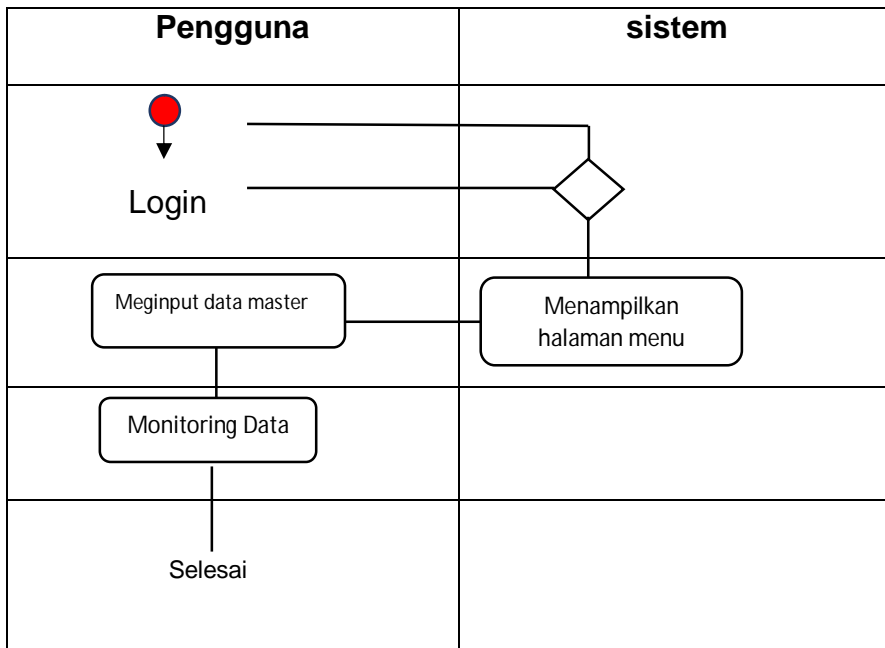 Pengguna
sistem
Login
Meginput data master
Menampilkan
halaman menu
Monitoring Data
Selesai